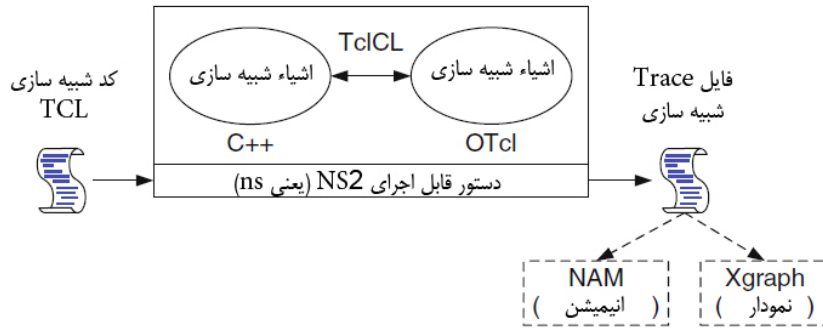 کد شبیه سازی
TCL
TclCL
اشیاء شبیه سازی
اشیاء شبیه سازی
C++
OTcl
دستور قابل اجرای NS2 (یعنی ns)
فایل Trace
شبیه سازی
NAM
( انیمیشن )
Xgraph
( نمودار )